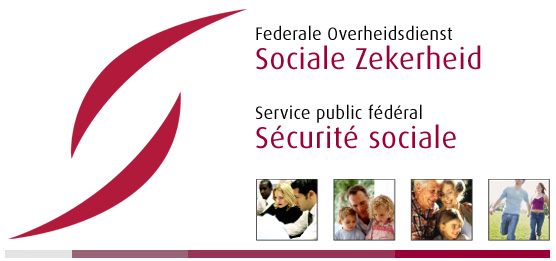 Federale Overheidsdienst
Sociale Zekerheid
Service public fédéral
Sécurité sociale